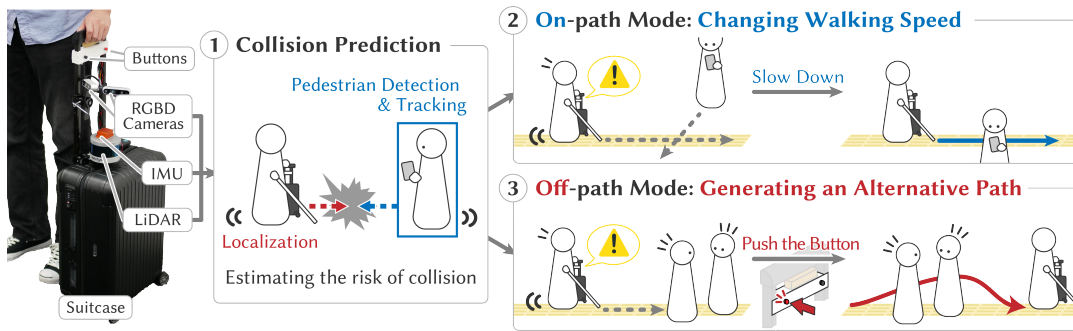 Buttons
RGBD
Cameras
IMU
LiDAR
Suitcase
1 Collision Prediction
Pedestrian Detection
& Tracking
Localization
Estimating the risk of collision
2 On-path Mode: Changing Walking Speed
!
Slow Down
3 Off-path Mode: Generating an Alternative Path
!
Push the Button